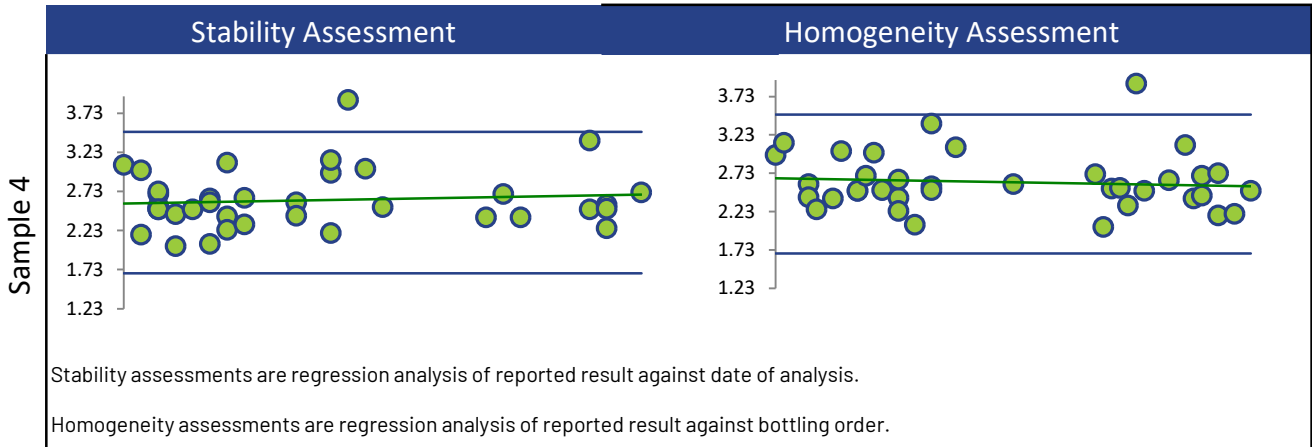 Stability Assessment
Homogeneity Assessment
Sample 4
3.73
3.23
2.73
2.23
1.73
1.23
3.73
3.23
2.73
2.23
1.73
1.23
Stability assessments are regression analysis of reported result against date of analysis.
Homogeneity assessments are regression analysis of reported result against bottling order.